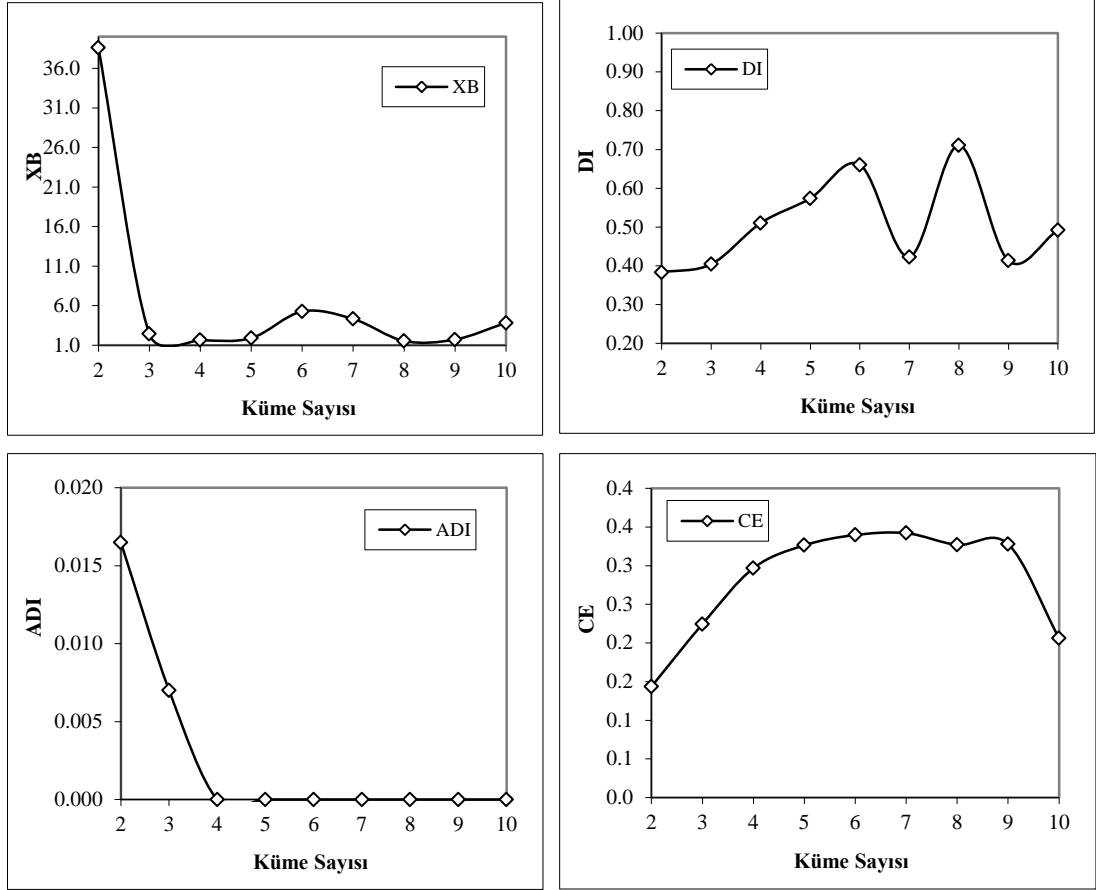 36.0
31.0
26.0
21.0
16.0
11.0
6.0
1.0
XB
XB
2 3 4 5 6 7 8 9 10
Küme Sayısı
1.00
0.90
0.80
0.70
0.60
0.50
0.40
0.30
0.20
DI
DI
2 3 4 5 6 7 8 9 10
Küme Sayısı
0.020
0.015
0.010
0.005
0.000
ADI
ADI
2 3 4 5 6 7 8 9 10
Küme Sayısı
0.4
0.4
0.3
0.3
0.2
0.2
0.1
0.1
0.0
CE
CE
2 3 4 5 6 7 8 9 10
Küme Sayısı